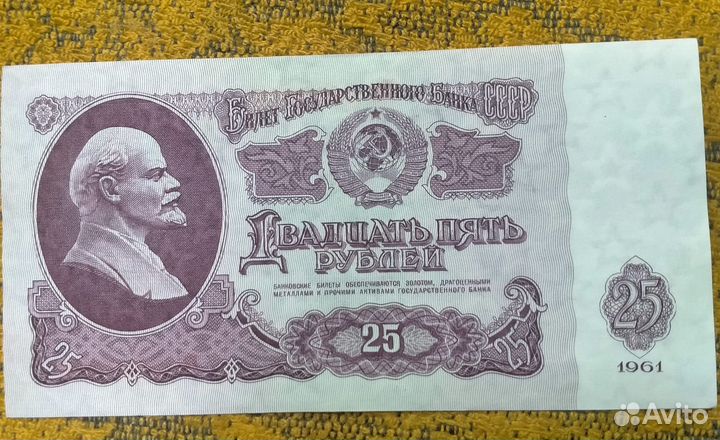 Билет Государственного Банка СССР
ДВАДЦАТЬ ПЯТЬ
РУБЛЕЙ
БАНКОВСКИЕ БИЛЕТЫ ОБЕСПЕЧИВАЮТСЯ ЗОЛОТОМ, ДРАГОЦЕННЫМИ
МЕТАЛЛАМИ И ПРОЧИМИ АКТИВАМИ ГОСУДАРСТВЕННОГО БАНКА
25
25
25
25
1961
Avito